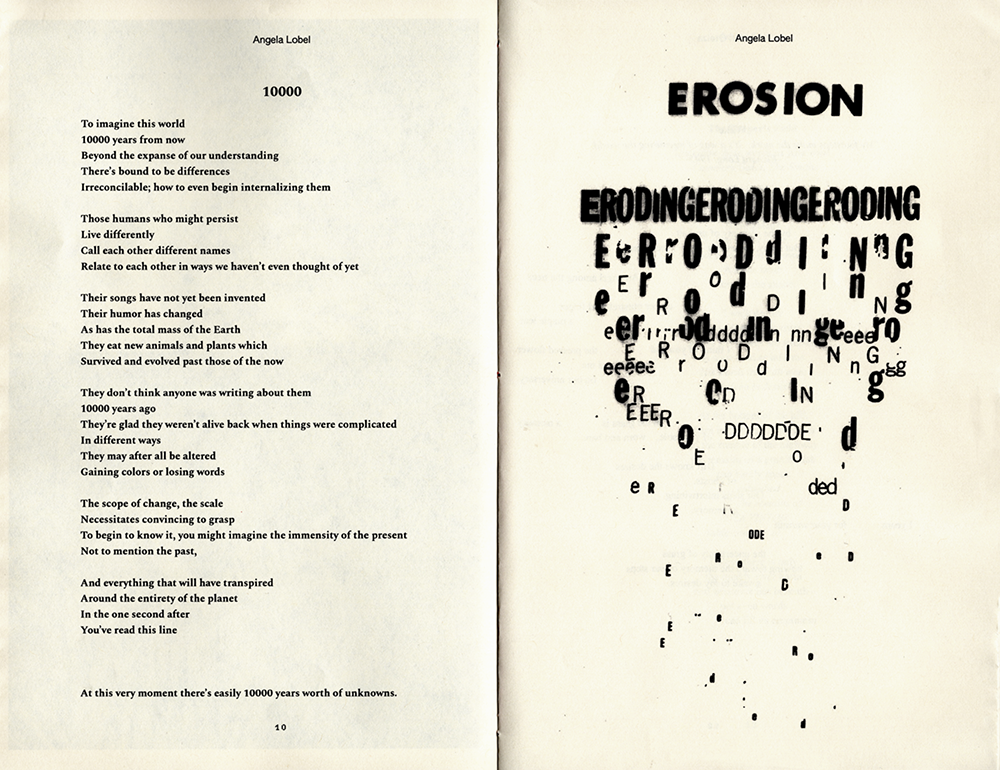 Angela Lobel
10000
To imagine this world
10000 years from now
Beyond the expanse of our understanding
There's bound to be differences
Irreconcilable; how to even begin internalizing them
Those humans who might persist
Live differently
Call each other different names
Relate to each other in ways we haven't even thought of yet
Their songs have not yet been invented
Their humor has changed
As has the total mass of the Earth
They eat new animals and plants which
Survived and evolved past those of the now
They don't think anyone was writing about them
10000 years ago
They're glad they weren't alive back when things were complicated
In different ways
They may after all be altered
Gaining colors or losing words
The scope of change, the scale
Necessitates convincing to grasp
To begin to know it, you might imagine the immensity of the present
Not to mention the past,
And everything that will have transpired
Around the entirety of the planet
In the one second after
You've read this line
At this very moment there's easily 10000 years worth of unknowns.
10
Angela Lobel
EROSION
ERODINGERODINGERODING
E R O D I N G
e r o d I n g
E R O D I N G
E R O D I N G
eeeee r o d I n g gg
e R I N g
EEER
o d
E O
e R ded
E D
ODE
R o e D
E
D
E e
E
R o
d
e d